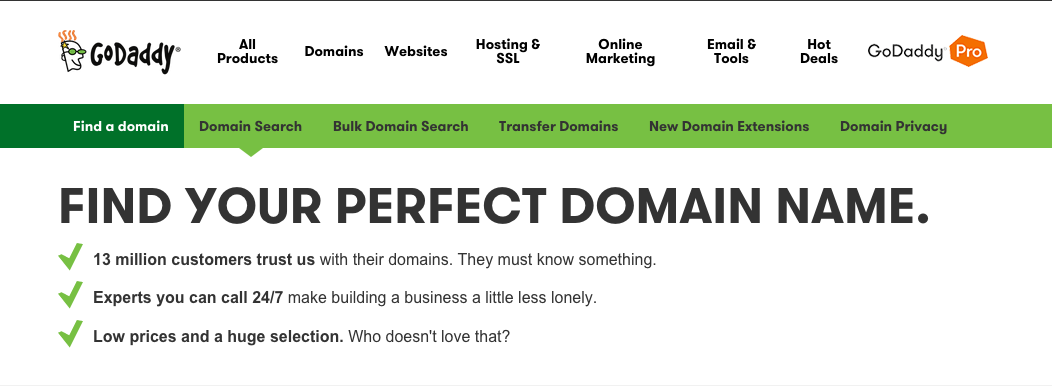 GoDaddy®
All Products
Domains
Websites
Hosting & SSL
Online Marketing
Email & Tools
Hot Deals
GoDaddy Pro
Find a domain
Domain Search
Bulk Domain Search
Transfer Domains
New Domain Extensions
Domain Privacy
FIND YOUR PERFECT DOMAIN NAME.
13 million customers trust us with their domains. They must know something.
Experts you can call 24/7 make building a business a little less lonely.
Low prices and a huge selection. Who doesn't love that?